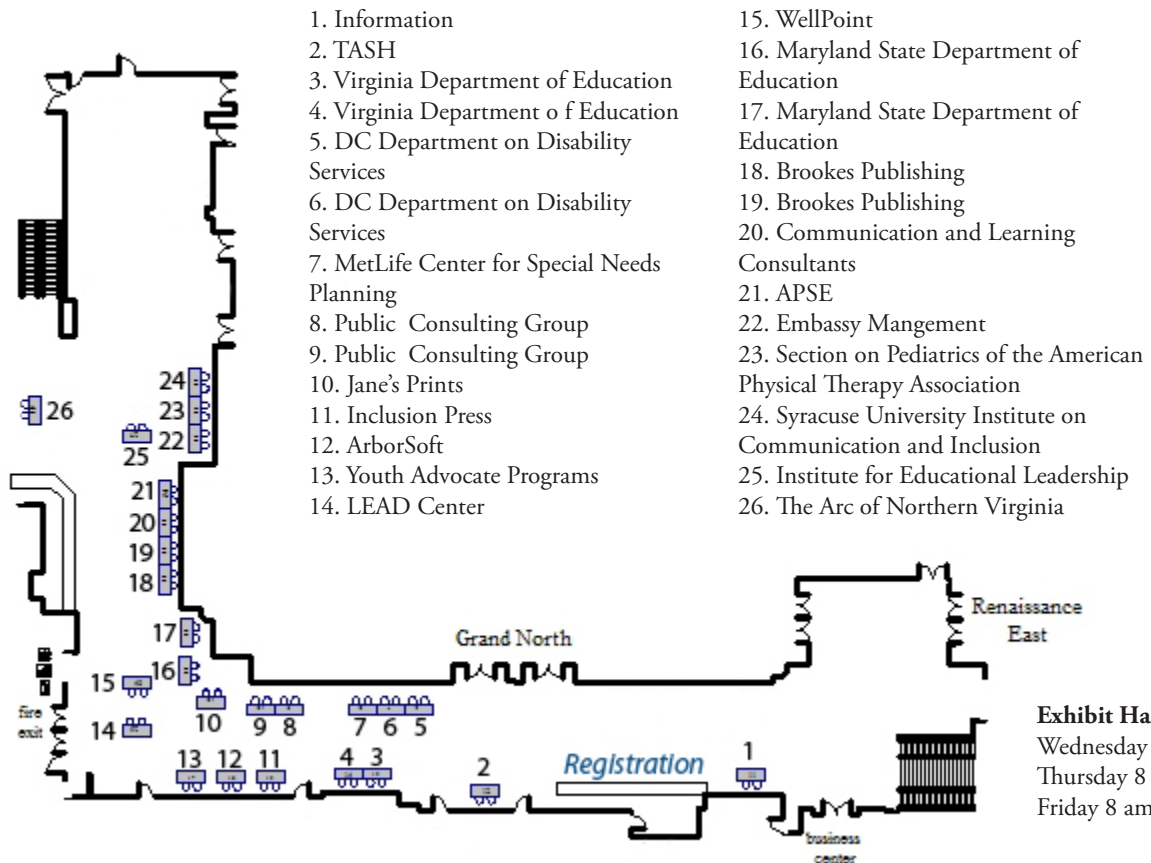 1. Information
2. TASH
3. Virginia Department of Education
4. Virginia Department o f Education
5. DC Department on Disability
Services
6. DC Department on Disability
Services
7. MetLife Center for Special Needs
Planning
8. Public  Consulting Group
9. Public  Consulting Group
10. Jane's Prints
11. Inclusion Press
12. ArborSoft
13. Youth Advocate Programs
14. LEAD Center
15. WellPoint
16. Maryland State Department of
Education
17. Maryland State Department of
Education
18. Brookes Publishing
19. Brookes Publishing
20. Communication and Learning
Consultants
21. APSE
22. Embassy Mangement
23. Section on Pediatrics of the American
Physical Therapy Association
24. Syracuse University Institute on
Communication and Inclusion
25. Institute for Educational Leadership
26. The Arc of Northern Virginia
24
23
22
26
25
21
20
19
18
17
16
15
14
10
9 8
7 6 5
13 12 11
4 3
2
1
Grand North
Renaissance
East
fire
exit
Registration
business
center
Exhibit Ha
Wednesday
Thursday 8
Friday 8 am